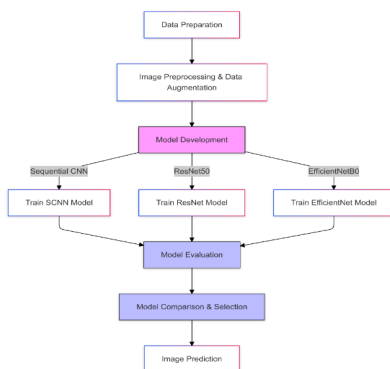 Data Preparation
Image Preprocessing & Data
Augmentation
Model Development
Sequential CNN
ResNet50
EfficientNetB0
Train SCNN Model
Train ResNet Model
Train EfficientNet Model
Model Evaluation
Model Comparison & Selection
Image Prediction